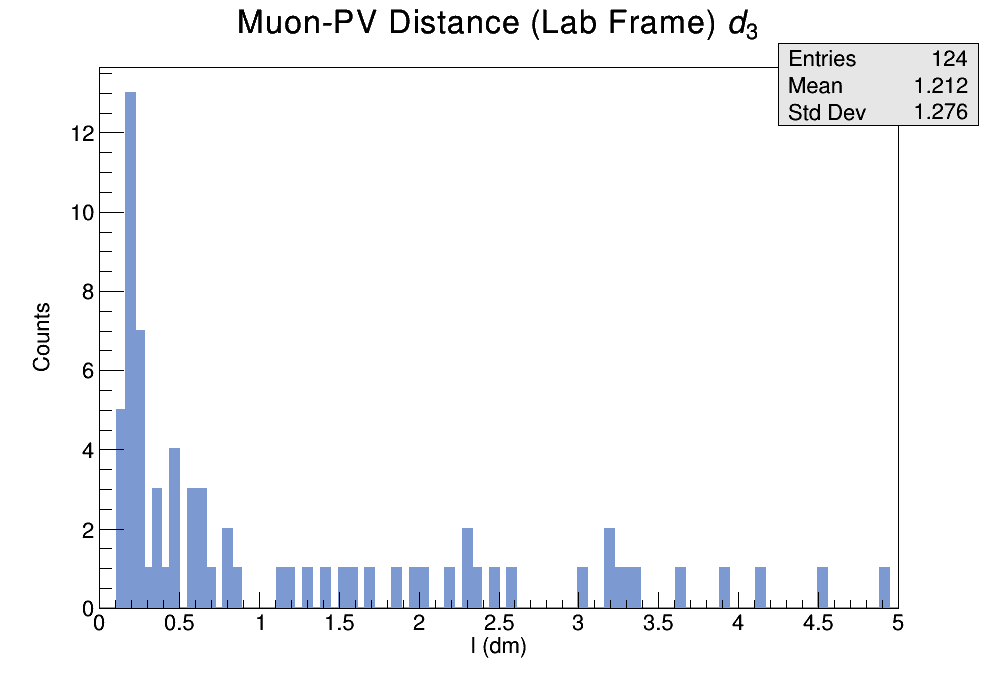 Muon-PV Distance (Lab Frame) d₃
Entries 124
Mean 1.212
Std Dev 1.276
Counts
12
10
8
6
4
2
0
0 0.5 1 1.5 2 2.5 3 3.5 4 4.5 5
l (dm)